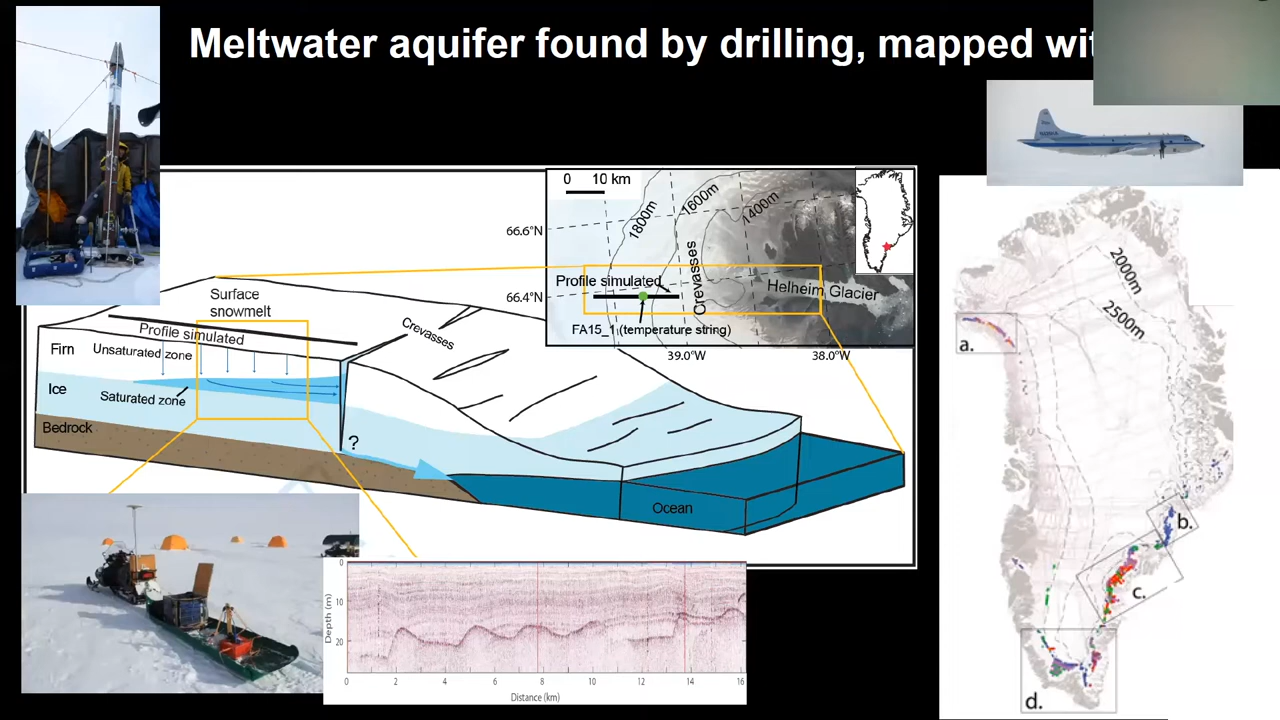 Meltwater aquifer found by drilling, mapped wit
0 10 km
1800m
1600m
1400m
66.6°N
66.4°N
Profile simulated
Crevasses
Helheim Glacier
FA15_1 (temperature string)
39.0°W 38.0°W
Surface
snowmelt
Profile simulated
Crevasses
Firn
Unsaturated zone
Ice
Saturated zone
Bedrock
?
Ocean
2000m
2500m
a.
b.
c.
d.
Depth (m)
0
10
20
0 2 4 6 8 10 12 14 16
Distance (km)